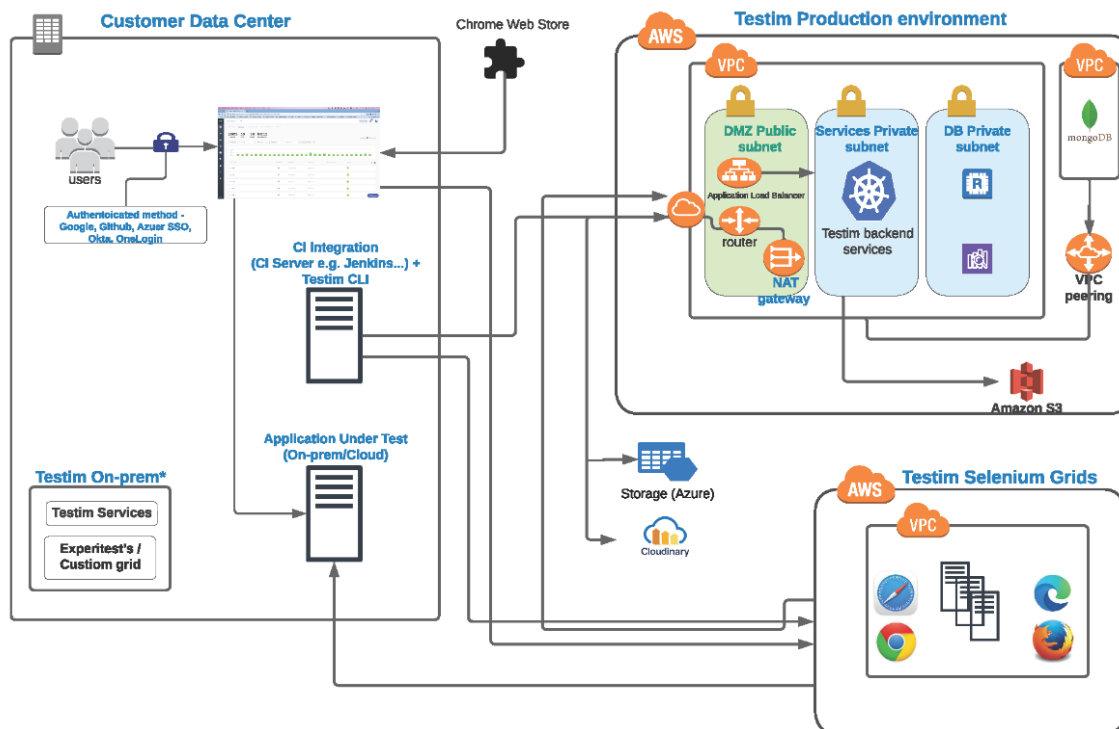 Customer Data Center
Chrome Web Store
Testim Production environment
AWS
VPC
VPC
DMZ Public
subnet
Services Private
subnet
DB Private
subnet
mongoDB
users
Application Load Balancer
R
Authentoicated method -
Google, Github, Azuer SSO,
Okta, OneLogin
router
Testim backend
services
NAT
gateway
VPC
peering
CI Integration
(CI Server e.g. Jenkins...) +
Testim CLI
Amazon S3
Application Under Test
(On-prem/Cloud)
Testim On-prem*
Testim Services
Experitest's /
Custiom grid
Storage (Azure)
Cloudinary
AWS
Testim Selenium Grids
VPC